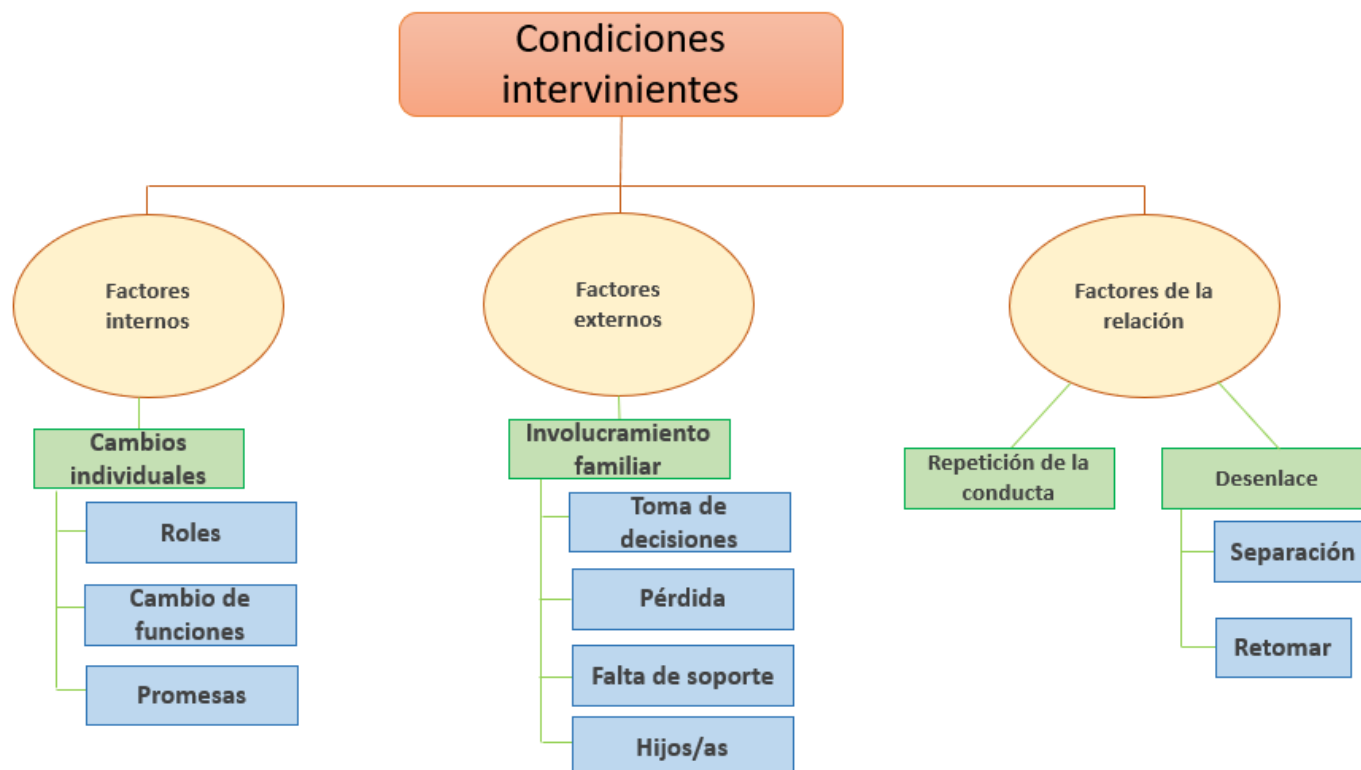 Condiciones
intervinientes
Factores
internos
Factores
externos
Factores de la
relación
Cambios
individuales
Roles
Cambio de
funciones
Promesas
Involucramiento
familiar
Toma de
decisiones
Pérdida
Falta de soporte
Hijos/as
Repetición de la
conducta
Desenlace
Separación
Retomar